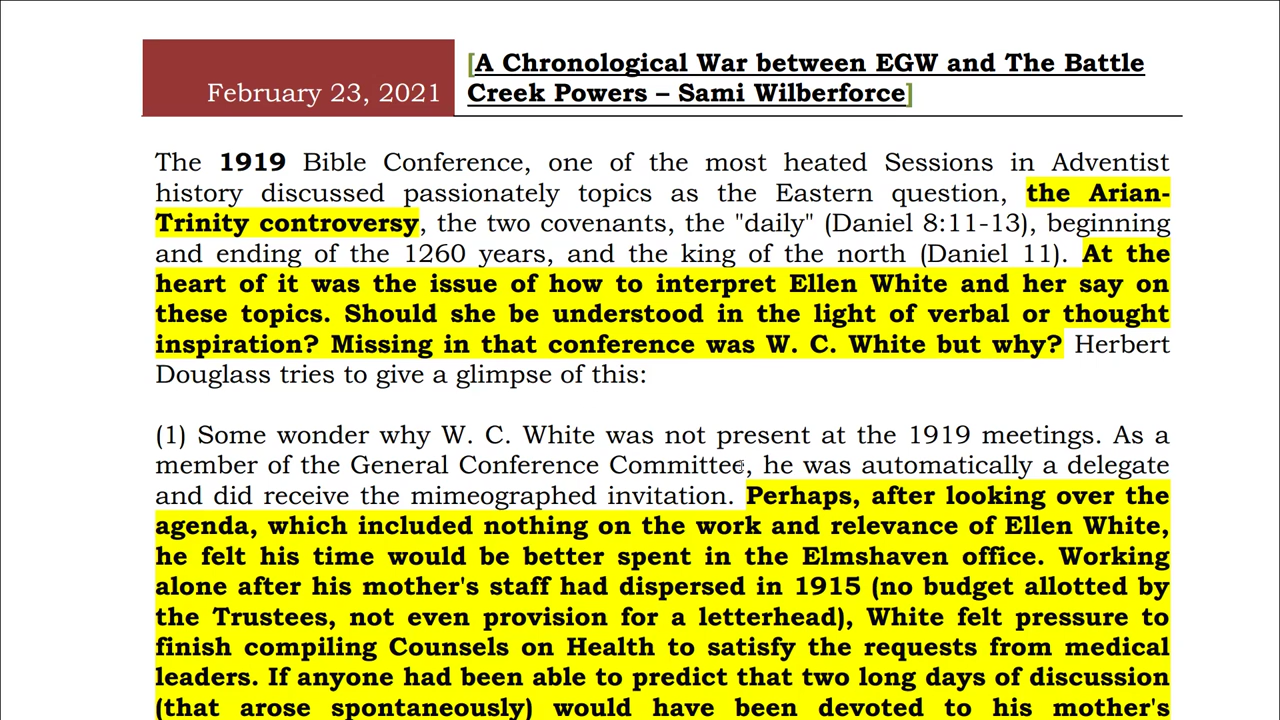 February 23, 2021
[A Chronological War between EGW and The Battle
Creek Powers – Sami Wilberforce]
The 1919 Bible Conference, one of the most heated Sessions in Adventist
history discussed passionately topics as the Eastern question, the Arian-
Trinity controversy, the two covenants, the "daily" (Daniel 8:11-13), beginning
and ending of the 1260 years, and the king of the north (Daniel 11). At the
heart of it was the issue of how to interpret Ellen White and her say on
these topics. Should she be understood in the light of verbal or thought
inspiration? Missing in that conference was W. C. White but why? Herbert
Douglass tries to give a glimpse of this:
(1) Some wonder why W. C. White was not present at the 1919 meetings. As a
member of the General Conference Committee, he was automatically a delegate
and did receive the mimeographed invitation. Perhaps, after looking over the
agenda, which included nothing on the work and relevance of Ellen White,
he felt his time would be better spent in the Elmshaven office. Working
alone after his mother's staff had dispersed in 1915 (no budget allotted by
the Trustees, not even provision for a letterhead), White felt pressure to
finish compiling Counsels on Health to satisfy the requests from medical
leaders. If anyone had been able to predict that two long days of discussion
(that arose spontaneously) would have been devoted to his mother's